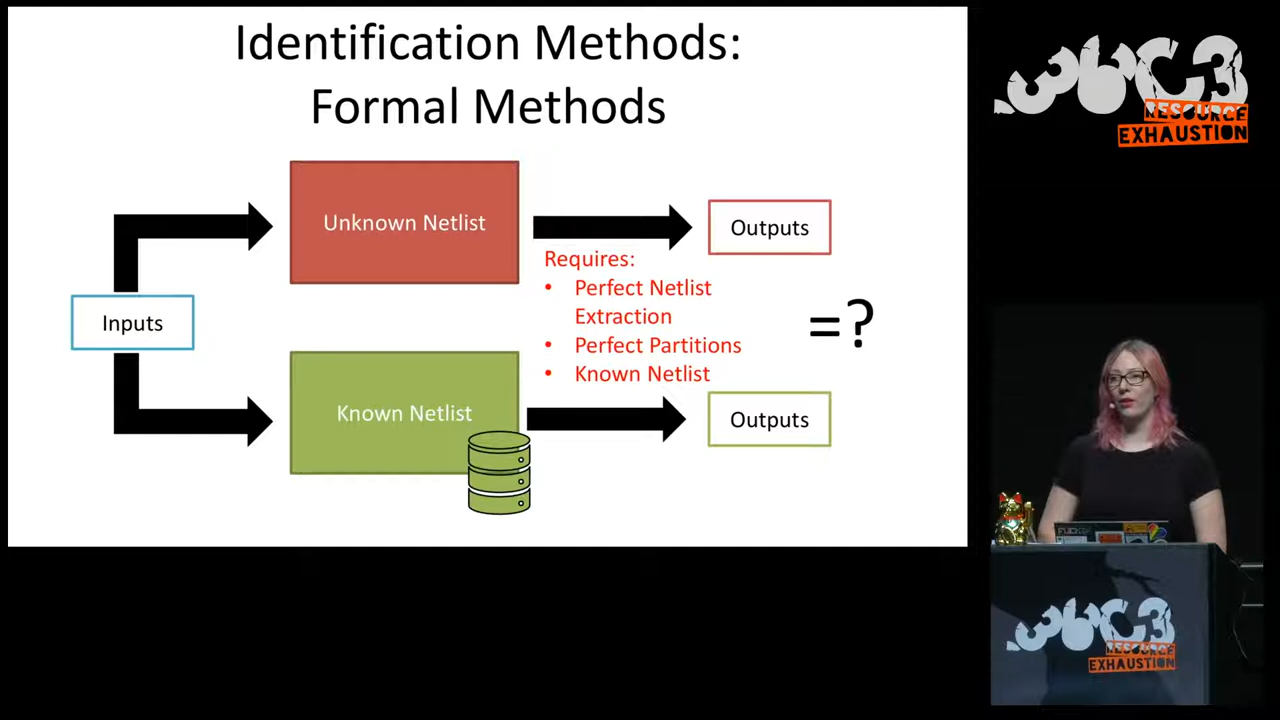 Identification Methods:
Formal Methods
Unknown Netlist
Outputs
Requires:
• Perfect Netlist
Extraction
• Perfect Partitions
• Known Netlist
=?
Inputs
Known Netlist
Outputs
36C3
RESOURCE
EXHAUSTION
36C3
RESOURCE
EXHAUSTION